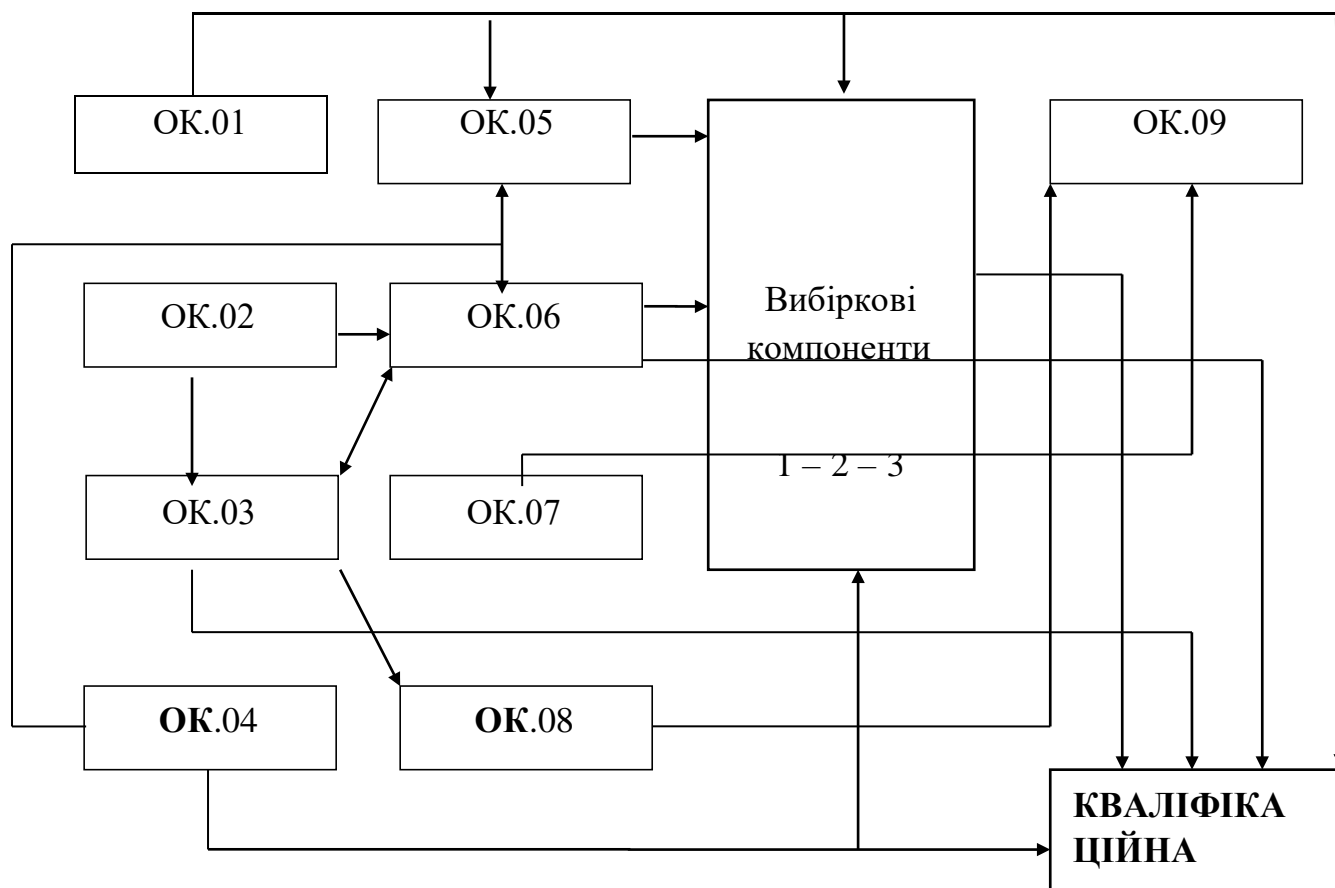 ОК.01
ОК.05
ОК.09
ОК.02
ОК.06
Вибіркові
компоненти
1 – 2 – 3
ОК.03
ОК.07
ОК.04
ОК.08
КВАЛІФІКА
ЦІЙНА